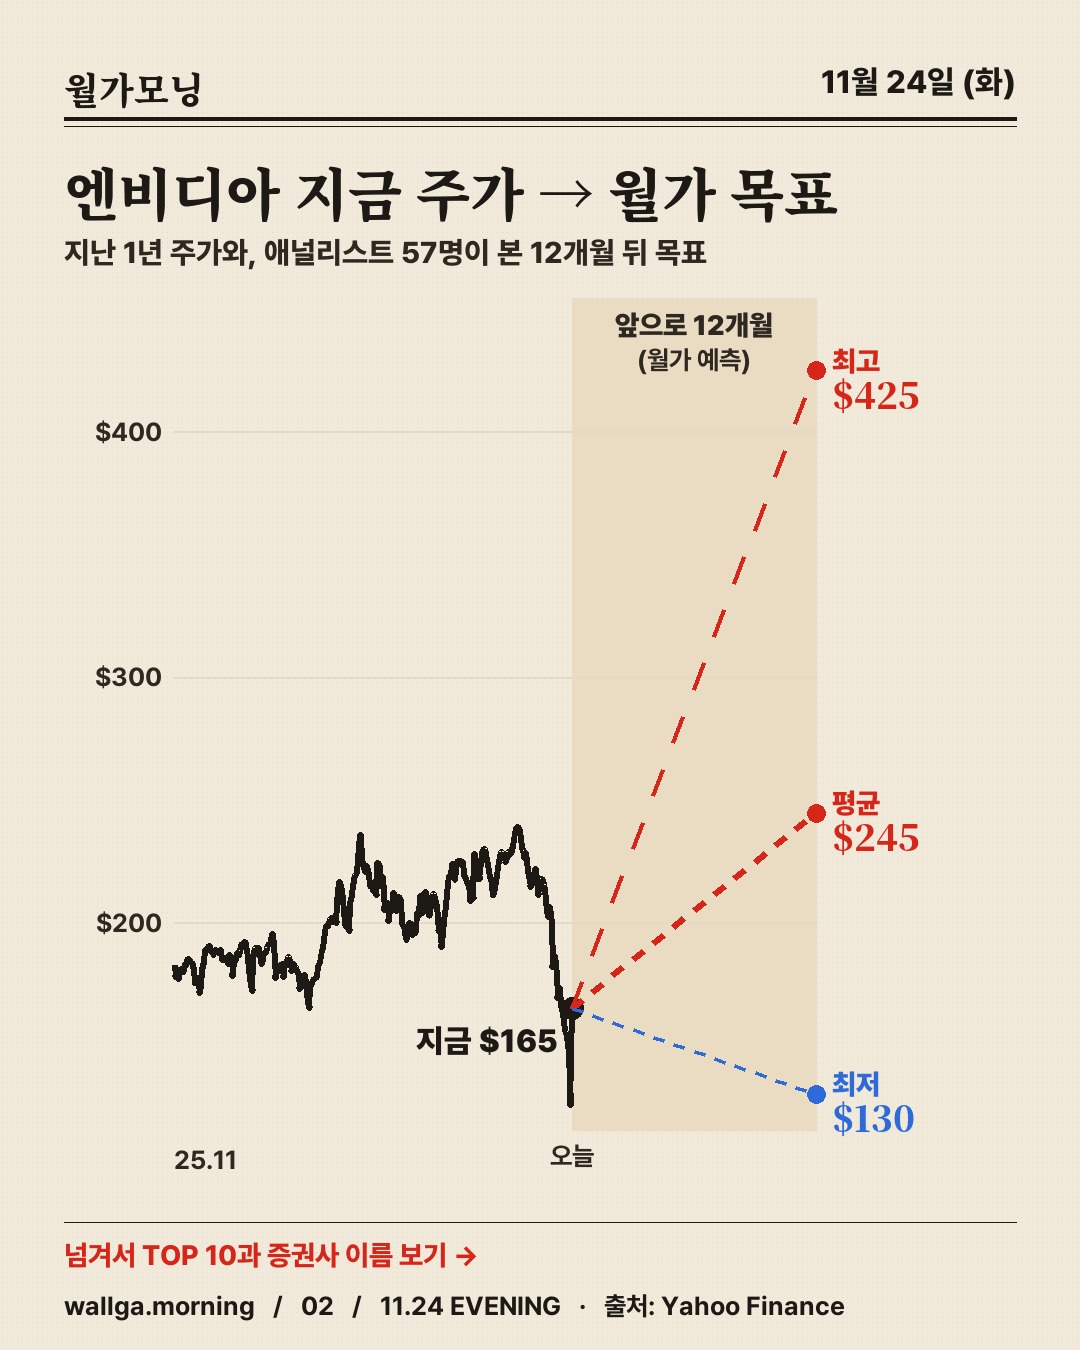 월가모닝
11월 24일 (화)
엔비디아 지금 주가 → 월가 목표
지난 1년 주가와, 애널리스트 57명이 본 12개월 뒤 목표
앞으로 12개월
(월가 예측)
최고
$425
$400
$300
평균
$245
$200
지금 $165
최저
$130
25.11
오늘
넘겨서 TOP 10과 증권사 이름 보기 →
wallga.morning / 02 / 11.24 EVENING · 출처: Yahoo Finance